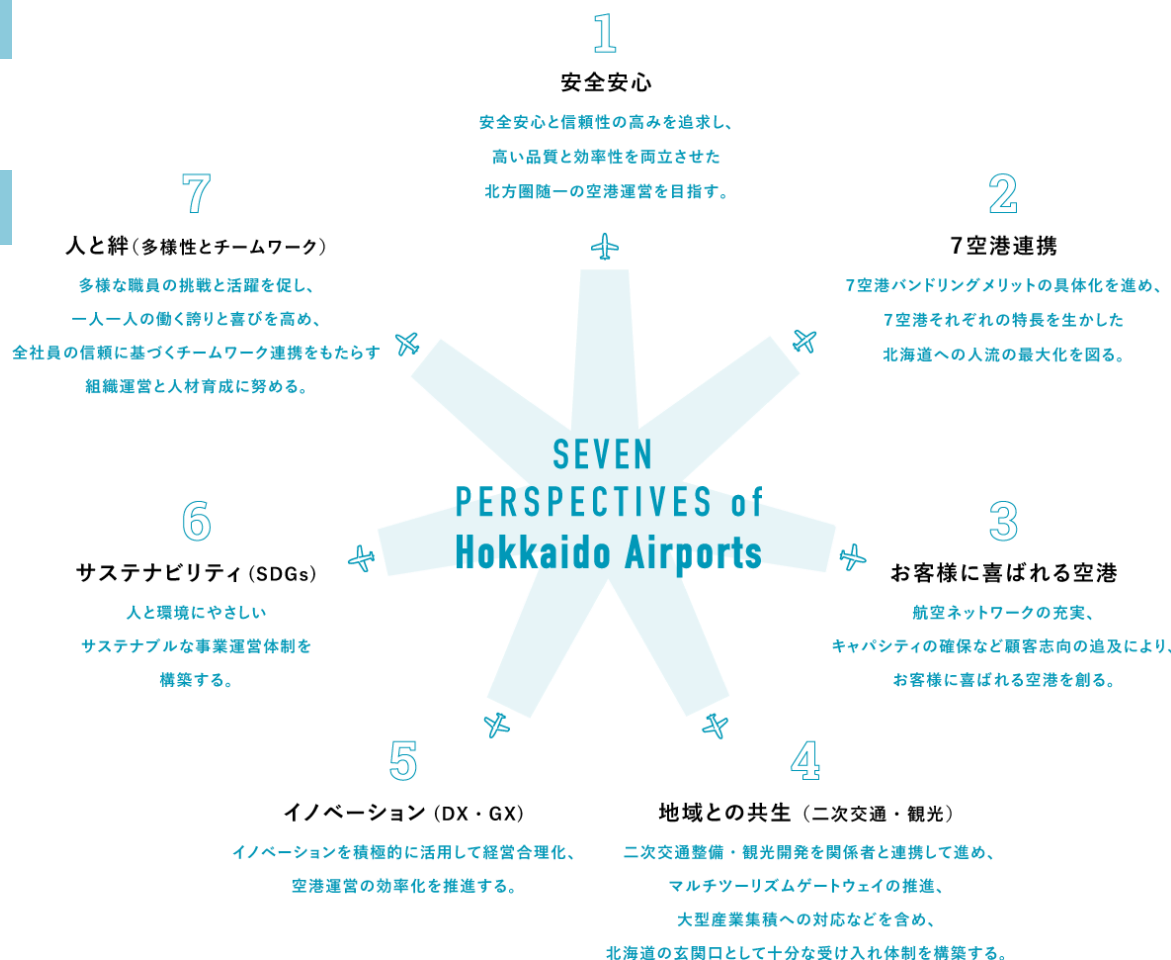 1
安全安心
安全安心と信頼性の高みを追求し、
高い品質と効率性を両立させた
北方圏随一の空港運営を目指す。
2
7空港連携
7空港バンドリングメリットの具体化を進め、
7空港それぞれの特長を生かした
北海道への人流の最大化を図る。
3
お客様に喜ばれる空港
航空ネットワークの充実、
キャパシティの確保など顧客志向の追及により、
お客様に喜ばれる空港を創る。
4
地域との共生（二次交通・観光）
二次交通整備・観光開発を関係者と連携して進め、
マルチツーリズムゲートウェイの推進、
大型産業集積への対応などを含め、
北海道の玄関口として十分な受け入れ体制を構築する。
5
イノベーション（DX・GX）
イノベーションを積極的に活用して経営合理化、
空港運営の効率化を推進する。
6
サステナビリティ（SDGs）
人と環境にやさしい
サステナブルな事業運営体制を
構築する。
7
人と絆（多様性とチームワーク）
多様な職員の挑戦と活躍を促し、
一人一人の働く誇りと喜びを高め、
全社員の信頼に基づくチームワーク連携をもたらす
組織運営と人材育成に努める。
SEVEN
PERSPECTIVES of
Hokkaido Airports